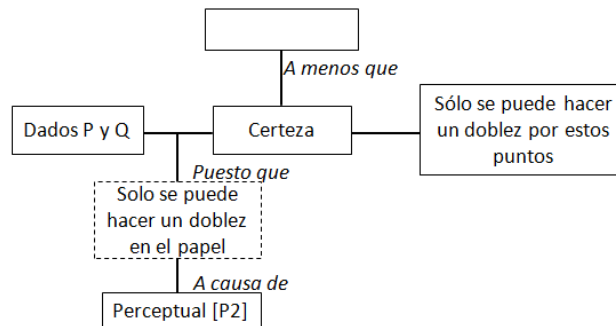 A menos que
Dados P y Q
Certeza
Sólo se puede hacer
un doblez por estos
puntos
Puesto que
Solo se puede
hacer un doblez
en el papel
A causa de
Perceptual [P2]